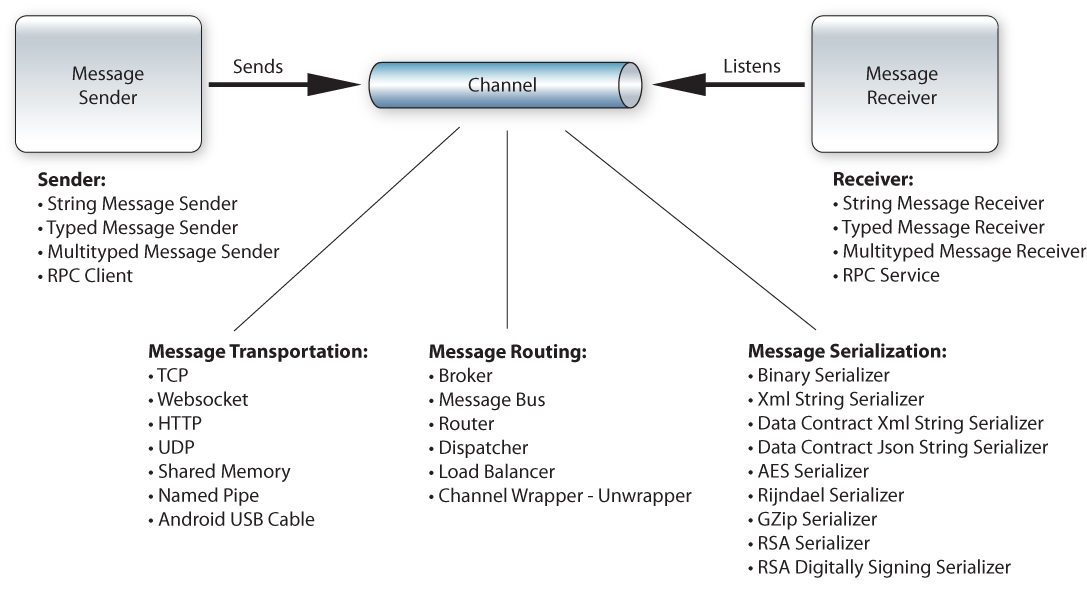 Message
Sender
Sends
Channel
Listens
Message
Receiver
Sender:
• String Message Sender
• Typed Message Sender
• Multityped Message Sender
• RPC Client
Receiver:
• String Message Receiver
• Typed Message Receiver
• Multityped Message Receiver
• RPC Service
Message Transportation:
• TCP
• Websocket
• HTTP
• UDP
• Shared Memory
• Named Pipe
• Android USB Cable
Message Routing:
• Broker
• Message Bus
• Router
• Dispatcher
• Load Balancer
• Channel Wrapper - Unwrapper
Message Serialization:
• Binary Serializer
• Xml String Serializer
• Data Contract Xml String Serializer
• Data Contract Json String Serializer
• AES Serializer
• Rijndael Serializer
• GZip Serializer
• RSA Serializer
• RSA Digitally Signing Serializer